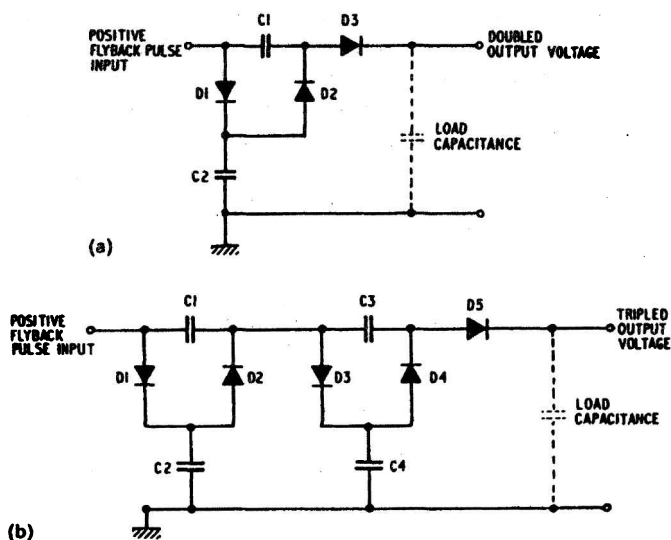 C1
D3
POSITIVE
FLYBACK PULSE
INPUT
DOUBLED
OUTPUT VOLTAGE
D1
D2
LOAD
CAPACITANCE
C2
(a)
C1
C3
D5
POSITIVE
FLYBACK
PULSE INPUT
TRIPLED
OUTPUT
VOLTAGE
D1
D2
D3
D4
LOAD
CAPACITANCE
C2
C4
(b)